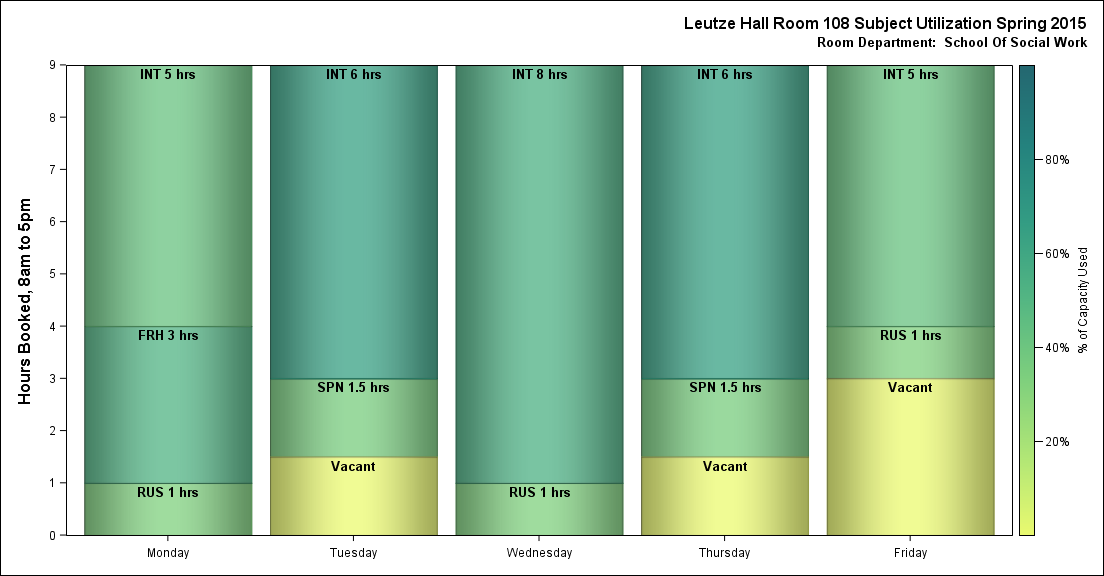 Leutze Hall Room 108 Subject Utilization Spring 2015
Room Department: School Of Social Work
Hours Booked, 8am to 5pm
9
8
7
6
5
4
3
2
1
0
INT 5 hrs
FRH 3 hrs
RUS 1 hrs
INT 6 hrs
SPN 1.5 hrs
Vacant
INT 8 hrs
RUS 1 hrs
INT 6 hrs
SPN 1.5 hrs
Vacant
INT 5 hrs
RUS 1 hrs
Vacant
Monday
Tuesday
Wednesday
Thursday
Friday
80%
60%
40%
20%
% of Capacity Used